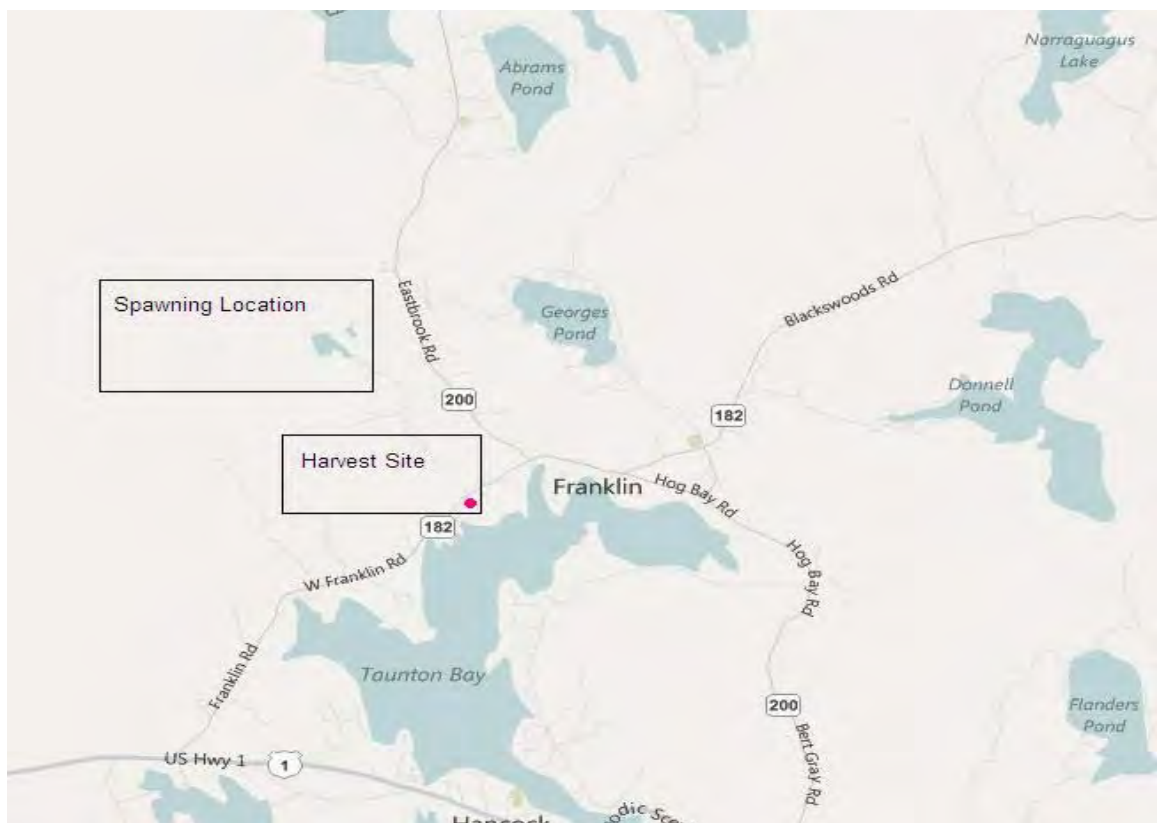 Abrams
Pond
Narraguagus
Lake
Spawning Location
Eastbrook Rd
Georges
Pond
Blackswoods Rd
200
182
Donnell
Pond
Harvest Site
Franklin
Hog Bay Rd
182
W Franklin Rd
Hog Bay Rd
Franklin Rd
Taunton Bay
200
Flanders
Pond
Bert Gray Rd
US Hwy 1
1
Hancock